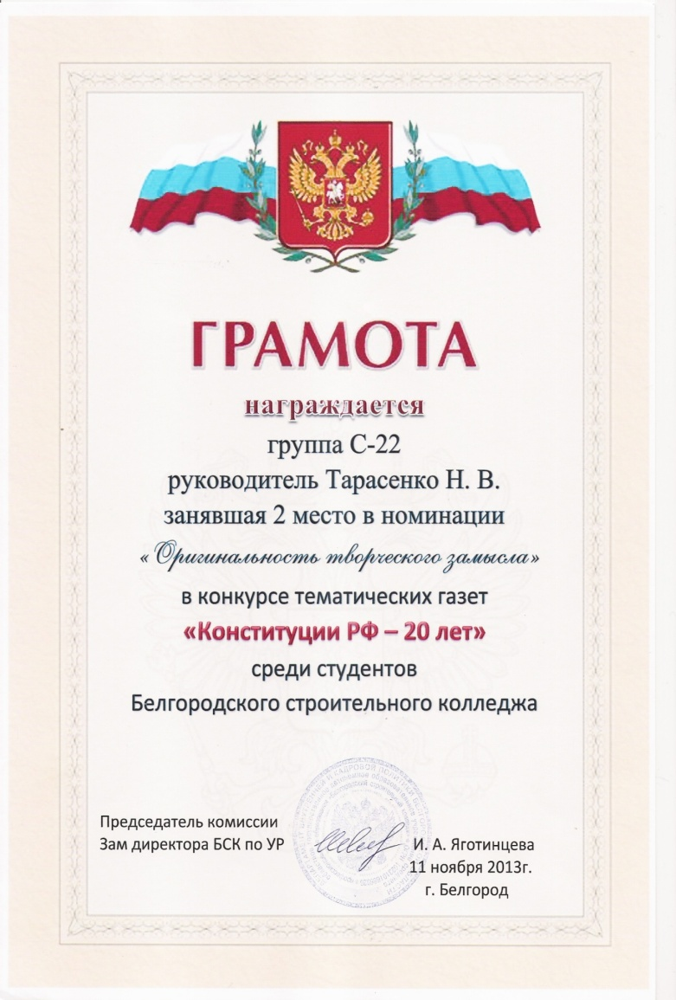 ГРАМОТА
награждается
группа С-22
руководитель Тарасенко Н. В.
занявшая 2 место в номинации
« Оригинальность творческого замысла»
в конкурсе тематических газет
«Конституции РФ – 20 лет»
среди студентов
Белгородского строительного колледжа
Председатель комиссии
Зам директора БСК по УР
И. А. Яготинцева
11 ноября 2013г.
г. Белгород